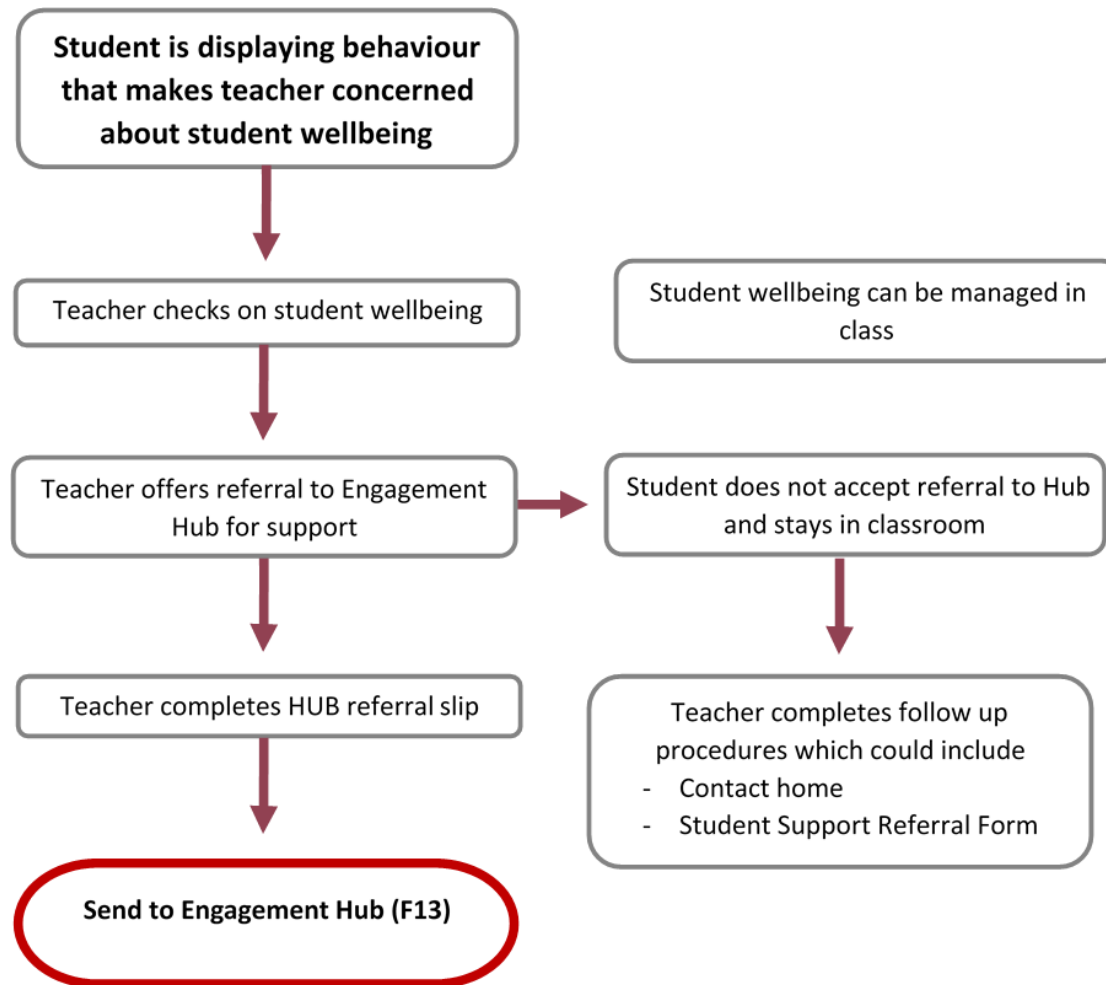 Student is displaying behaviour
that makes teacher concerned
about student wellbeing
Teacher checks on student wellbeing
Student wellbeing can be managed in
class
Teacher offers referral to Engagement
Hub for support
Student does not accept referral to Hub
and stays in classroom
Teacher completes HUB referral slip
Teacher completes follow up
procedures which could include
- Contact home
- Student Support Referral Form
Send to Engagement Hub (F13)